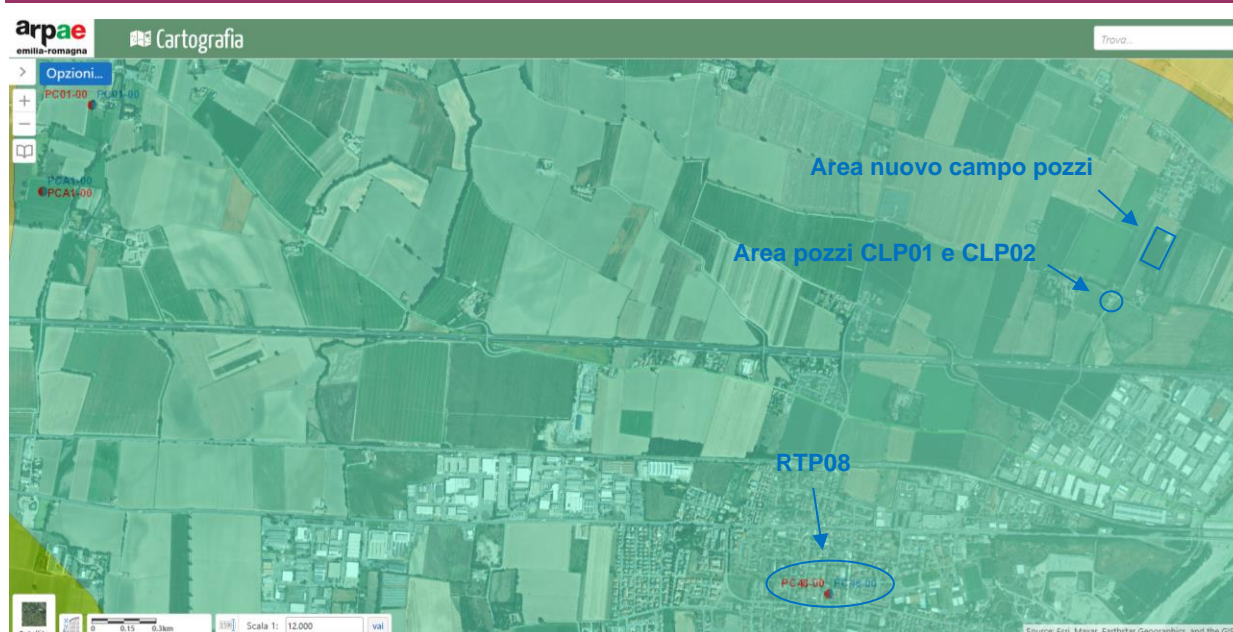 arpae
emilia-romagna
Cartografia
Trova...
Opzioni...
PC01-00 PC01-00
PCA1-00
PCA1-00
Area nuovo campo pozzi
Area pozzi CLP01 e CLP02
RTP08
0 0.15 0.3km
Scala 1: 12.000 vai
Source: Esri, Maxar, Earthstar Geographics, and the GIS